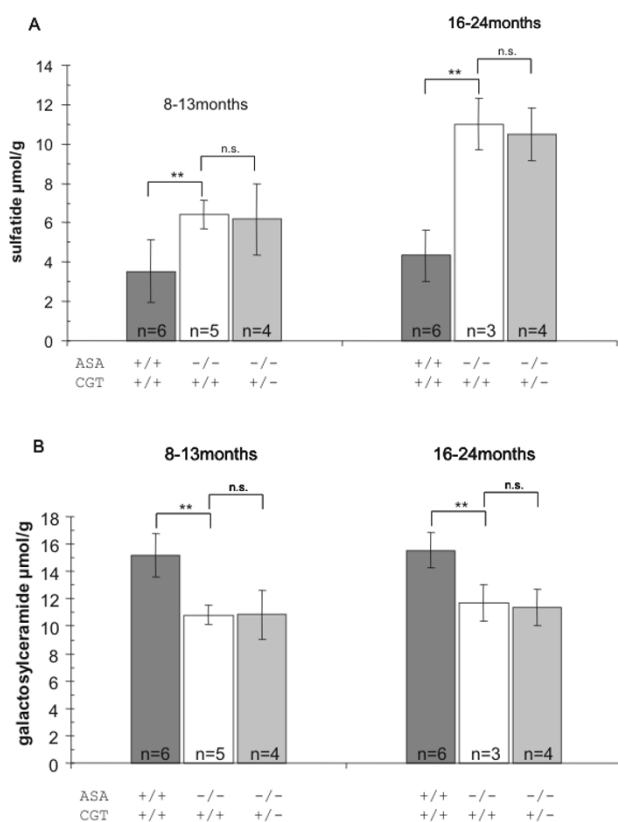 A
16-24months
8-13months
n.s.
**
n.s.
**
sulfatide μmol/g
14
12
10
8
6
4
2
0
n=6 n=5 n=4 n=6 n=3 n=4
ASA +/+ −/− −/− +/+ −/− −/−
CGT +/+ +/+ +/− +/+ +/+ +/−
B
8-13months 16-24months
n.s. n.s.
** **
galactosylceramide μmol/g
18
16
14
12
10
8
6
4
2
0
n=6 n=5 n=4 n=6 n=3 n=4
ASA +/+ −/− −/− +/+ −/− −/−
CGT +/+ +/+ +/− +/+ +/+ +/−